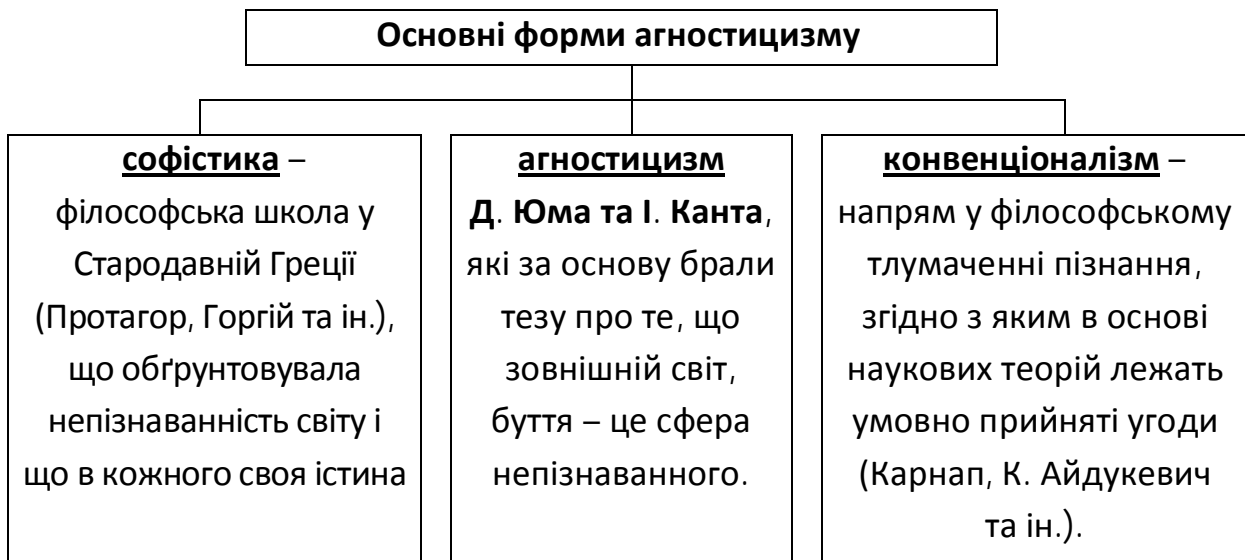 Основні форми агностицизму
софістика –
філософська школа у
Стародавній Греції
(Протагор, Горгій та ін.),
що обґрунтовувала
непізнаванність світу і
що в кожного своя істина
агностицизм
Д. Юма та І. Канта,
які за основу брали
тезу про те, що
зовнішній світ,
буття – це сфера
непізнаванного.
конвенціоналізм –
напрям у філософському
тлумаченні пізнання,
згідно з яким в основі
наукових теорій лежать
умовно прийняті угоди
(Карнап, К. Айдукевич
та ін.).